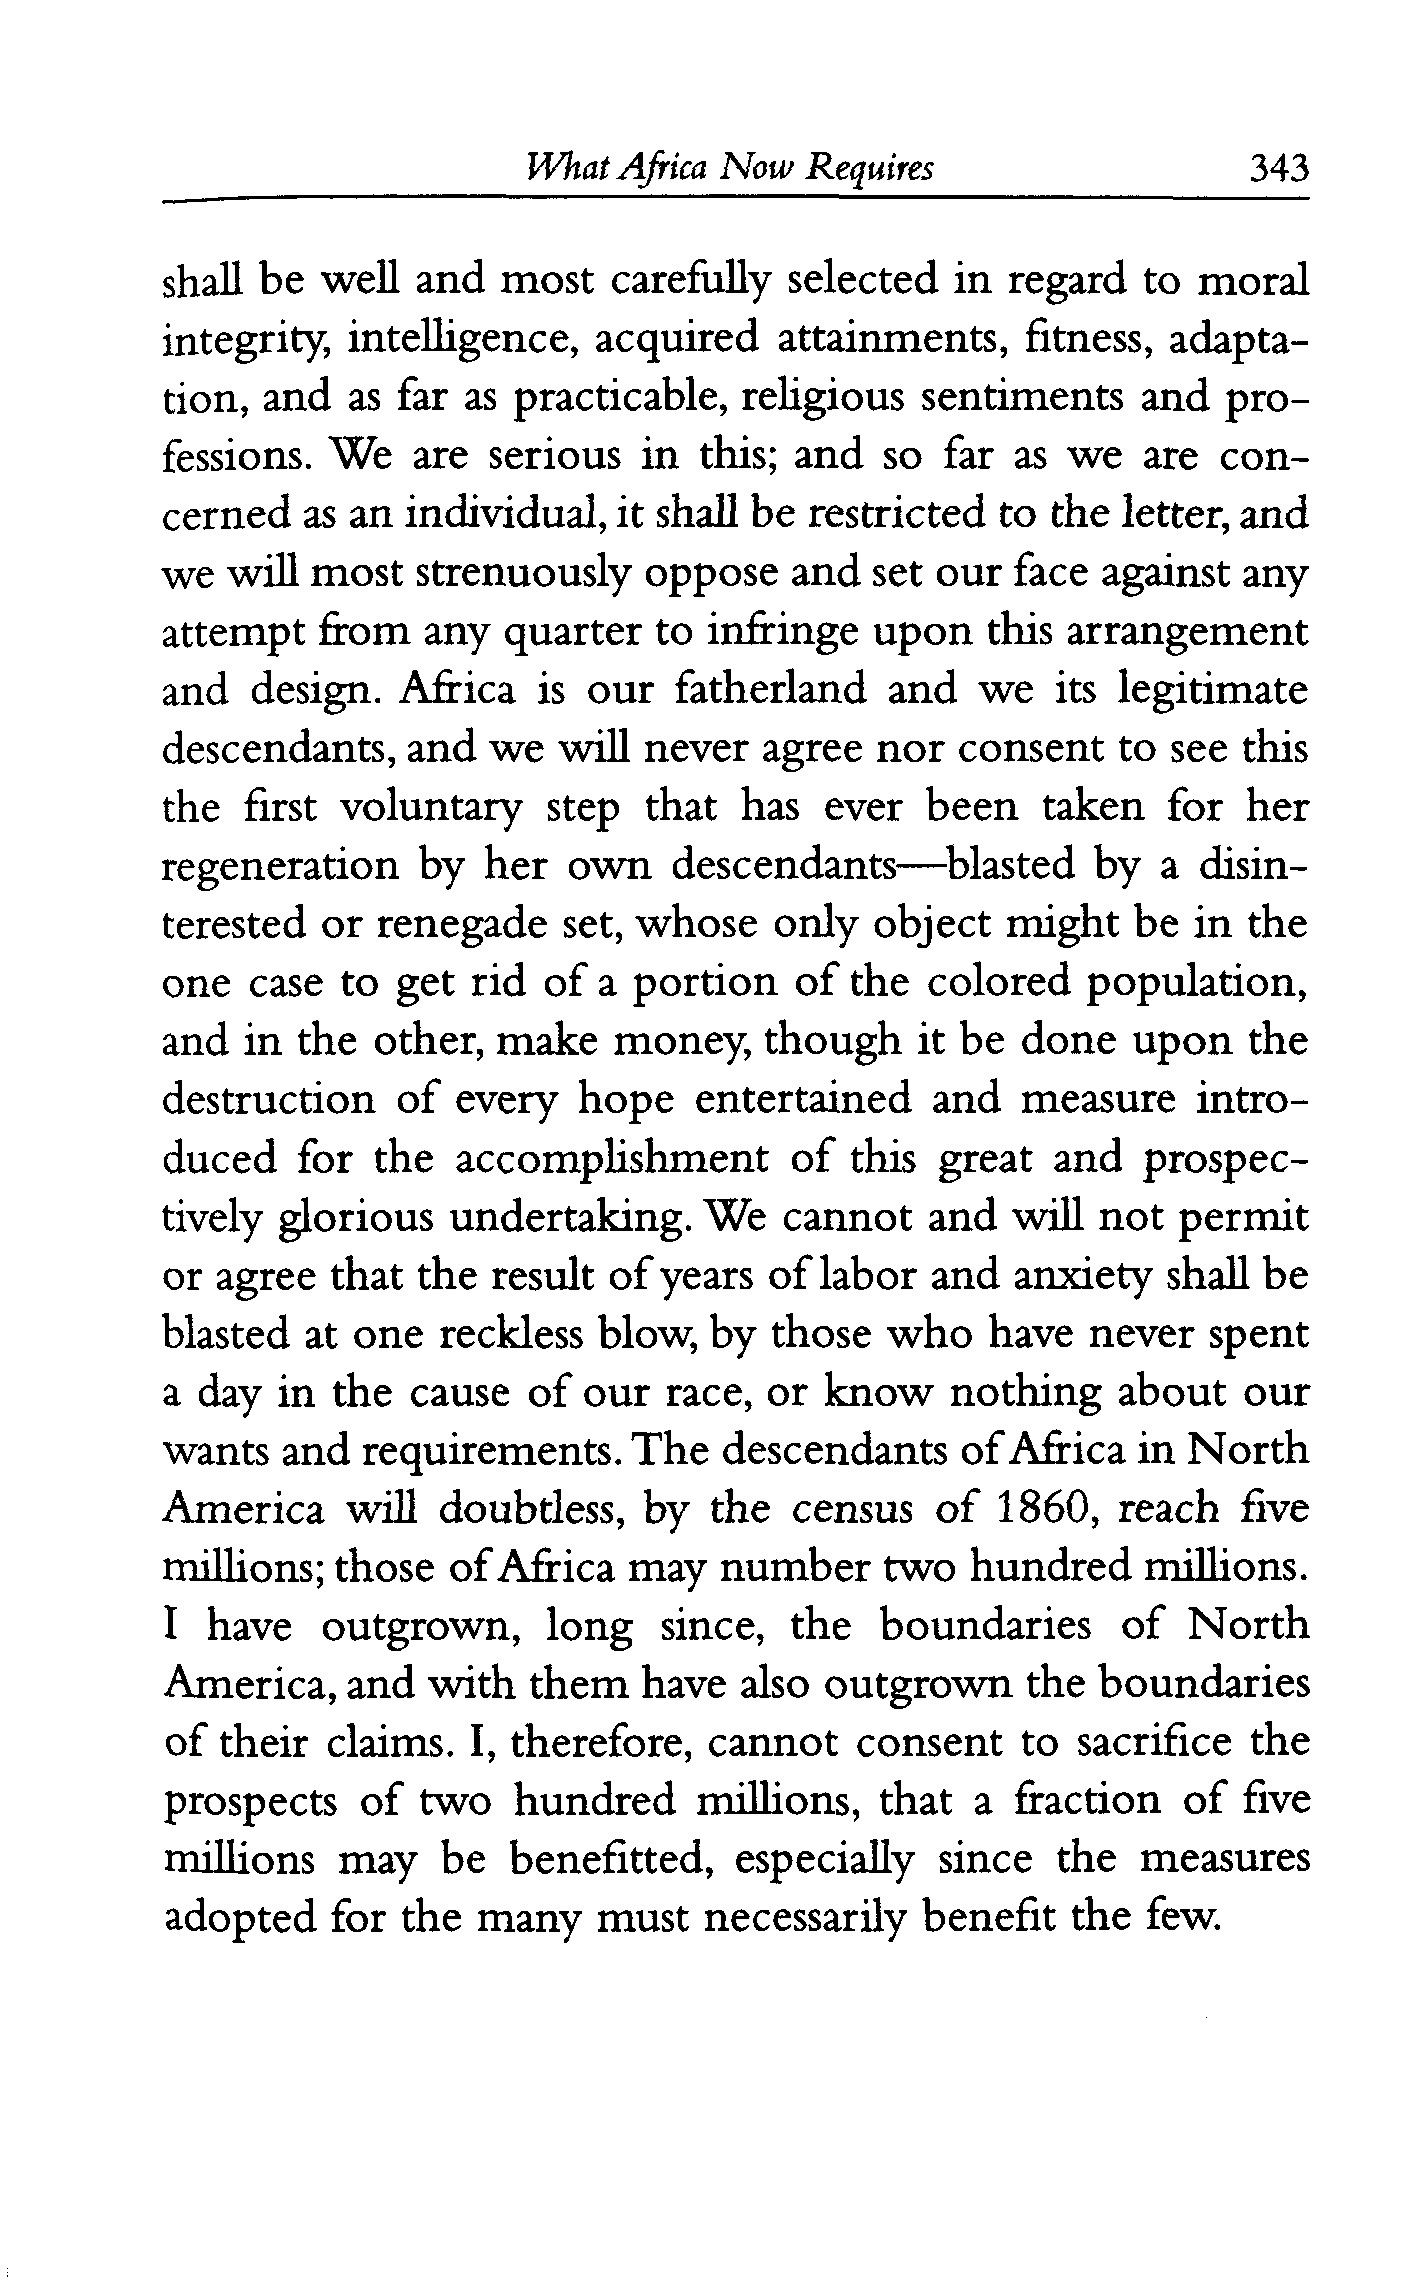 What Africa Now Requires 343
shall be well and most carefully selected in regard to moral
integrity, intelligence, acquired attainments, fitness, adapta-
tion, and as far as practicable, religious sentiments and pro-
fessions. We are serious in this; and so far as we are con-
cerned as an individual, it shall be restricted to the letter, and
we will most strenuously oppose and set our face against any
attempt from any quarter to infringe upon this arrangement
and design. Africa is our fatherland and we its legitimate
descendants, and we will never agree nor consent to see this
the first voluntary step that has ever been taken for her
regeneration by her own descendants—blasted by a disin-
terested or renegade set, whose only object might be in the
one case to get rid of a portion of the colored population,
and in the other, make money, though it be done upon the
destruction of every hope entertained and measure intro-
duced for the accomplishment of this great and prospec-
tively glorious undertaking. We cannot and will not permit
or agree that the result of years of labor and anxiety shall be
blasted at one reckless blow, by those who have never spent
a day in the cause of our race, or know nothing about our
wants and requirements. The descendants of Africa in North
America will doubtless, by the census of 1860, reach five
millions; those of Africa may number two hundred millions.
I have outgrown, long since, the boundaries of North
America, and with them have also outgrown the boundaries
of their claims. I, therefore, cannot consent to sacrifice the
prospects of two hundred millions, that a fraction of five
millions may be benefitted, especially since the measures
adopted for the many must necessarily benefit the few.